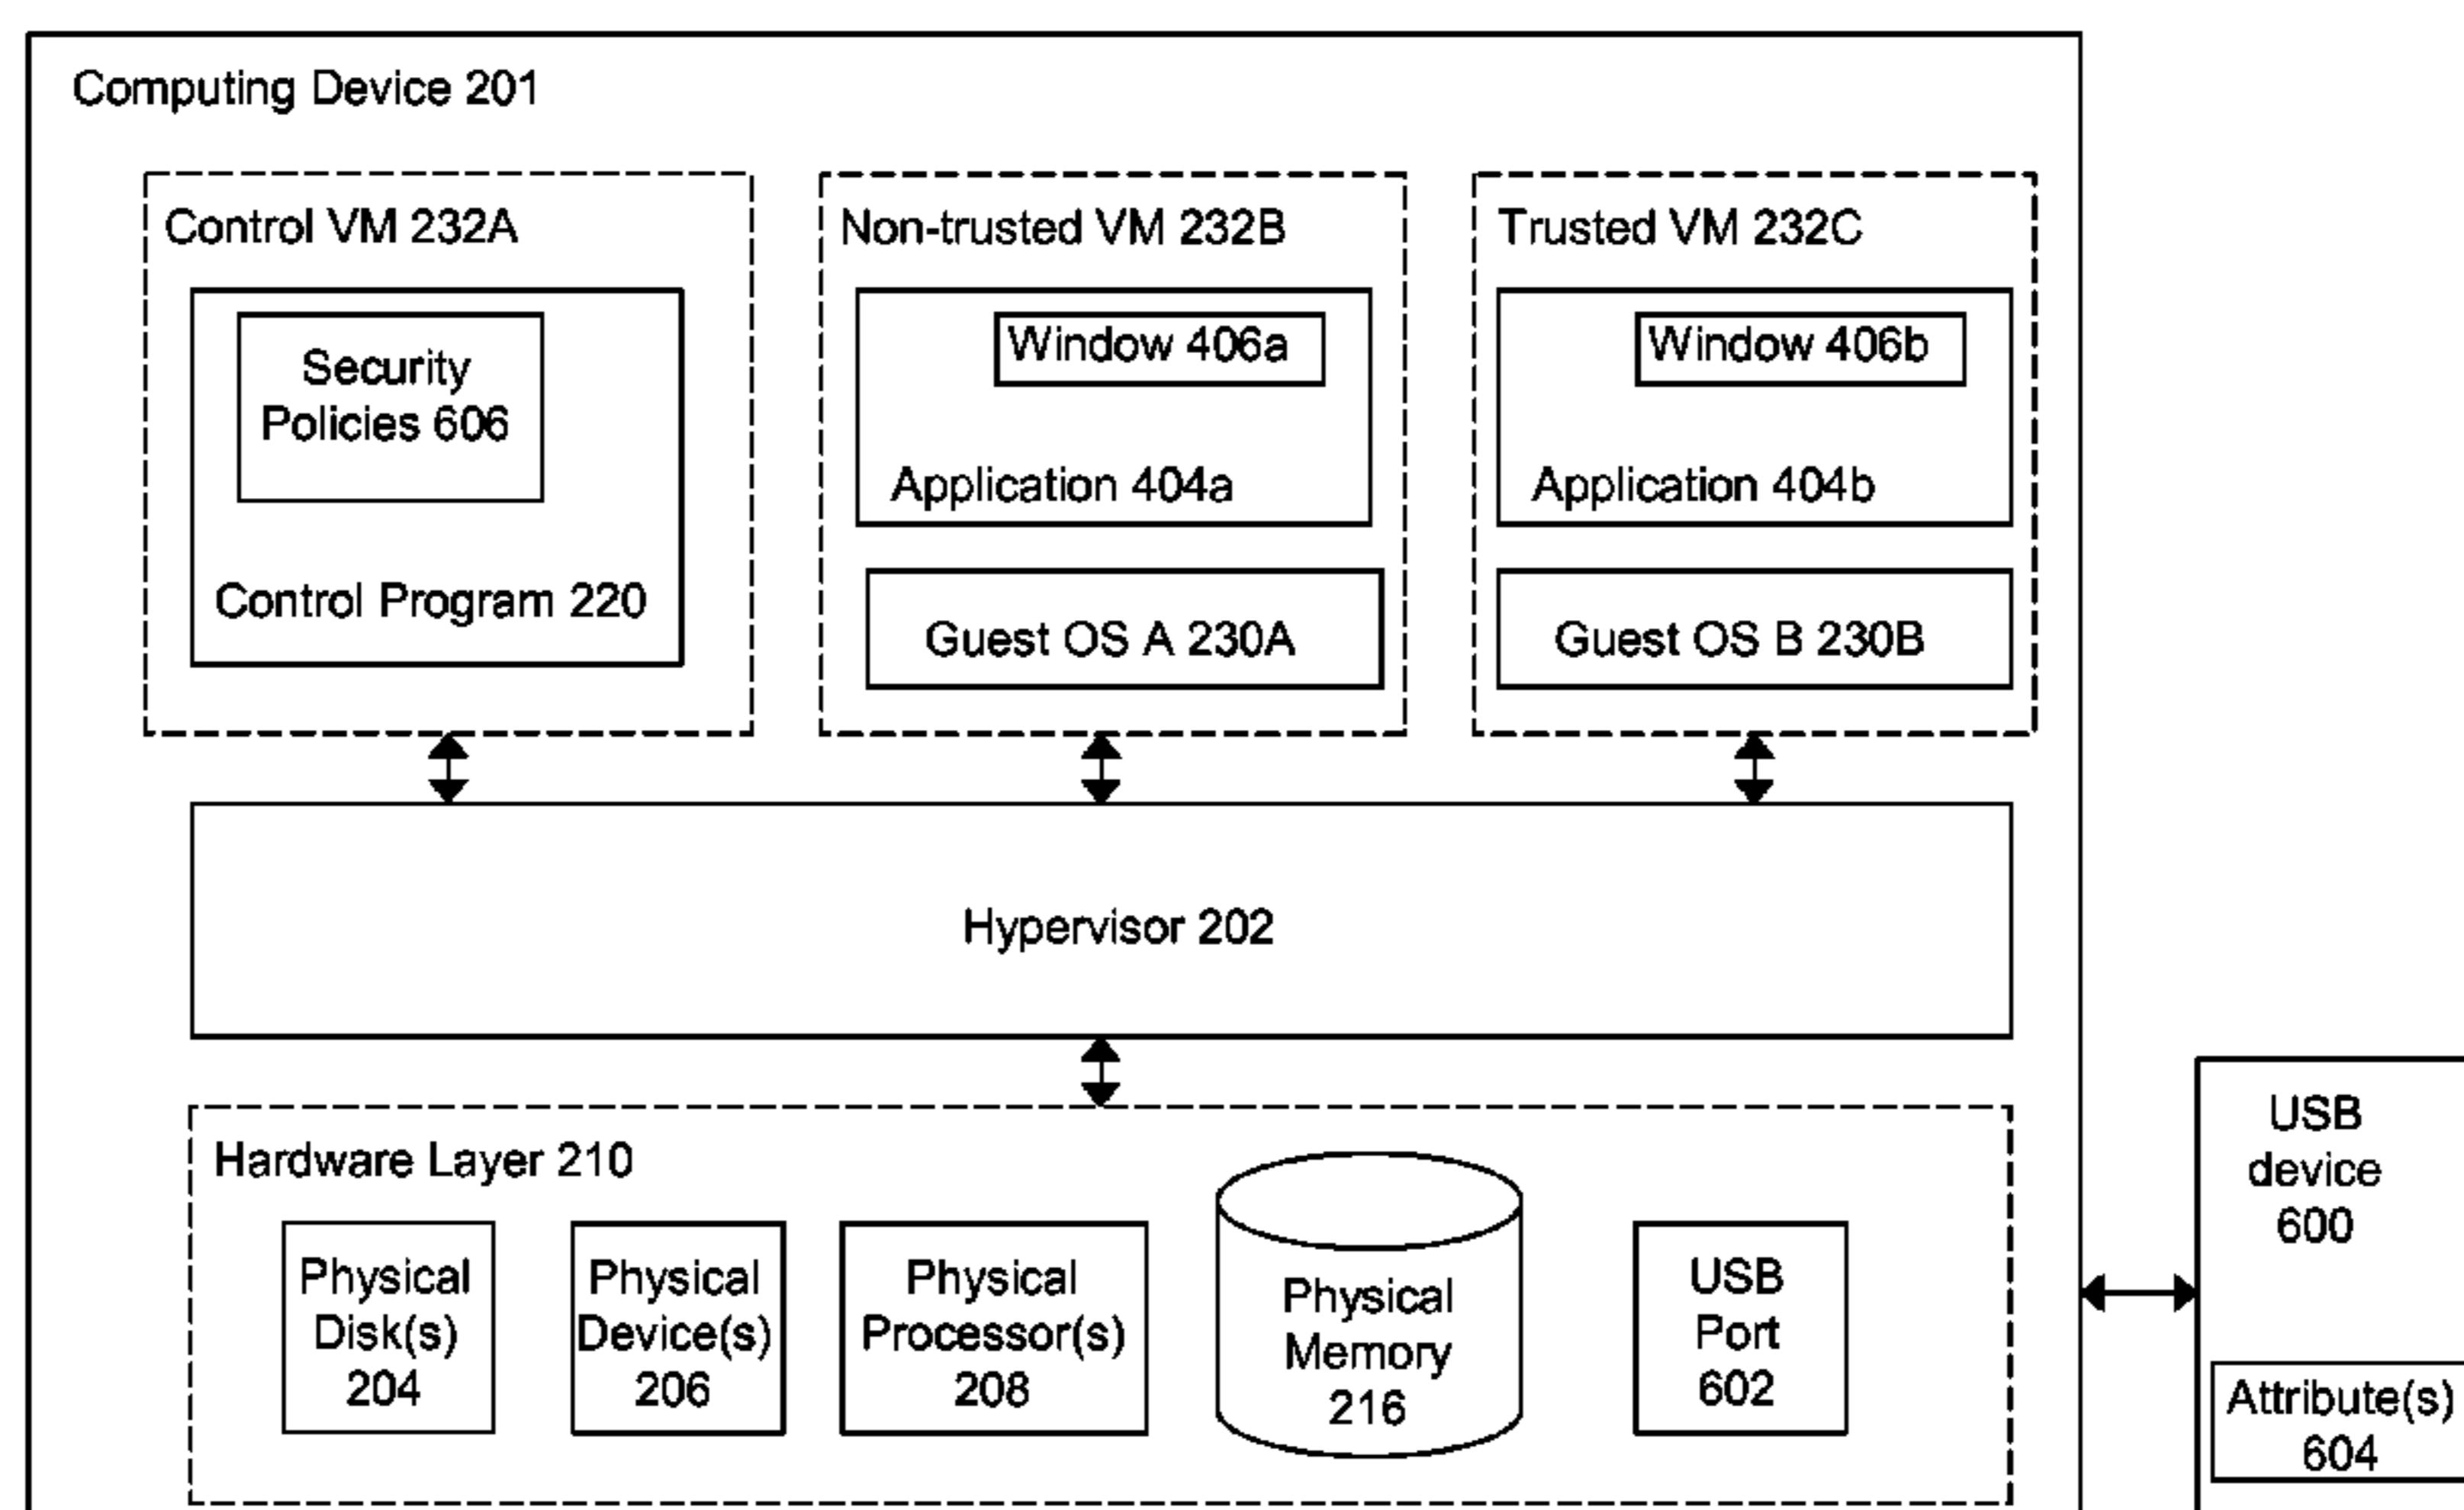 Computing Device 201
Control VM 232A
Security
Policies 606
Control Program 220
Non-trusted VM 232B
Window 406a
Application 404a
Guest OS A 230A
Trusted VM 232C
Window 406b
Application 404b
Guest OS B 230B
Hypervisor 202
Hardware Layer 210
Physical
Disk(s)
204
Physical
Device(s)
206
Physical
Processor(s)
208
Physical
Memory
216
USB
Port
602
USB
device
600
Attribute(s)
604